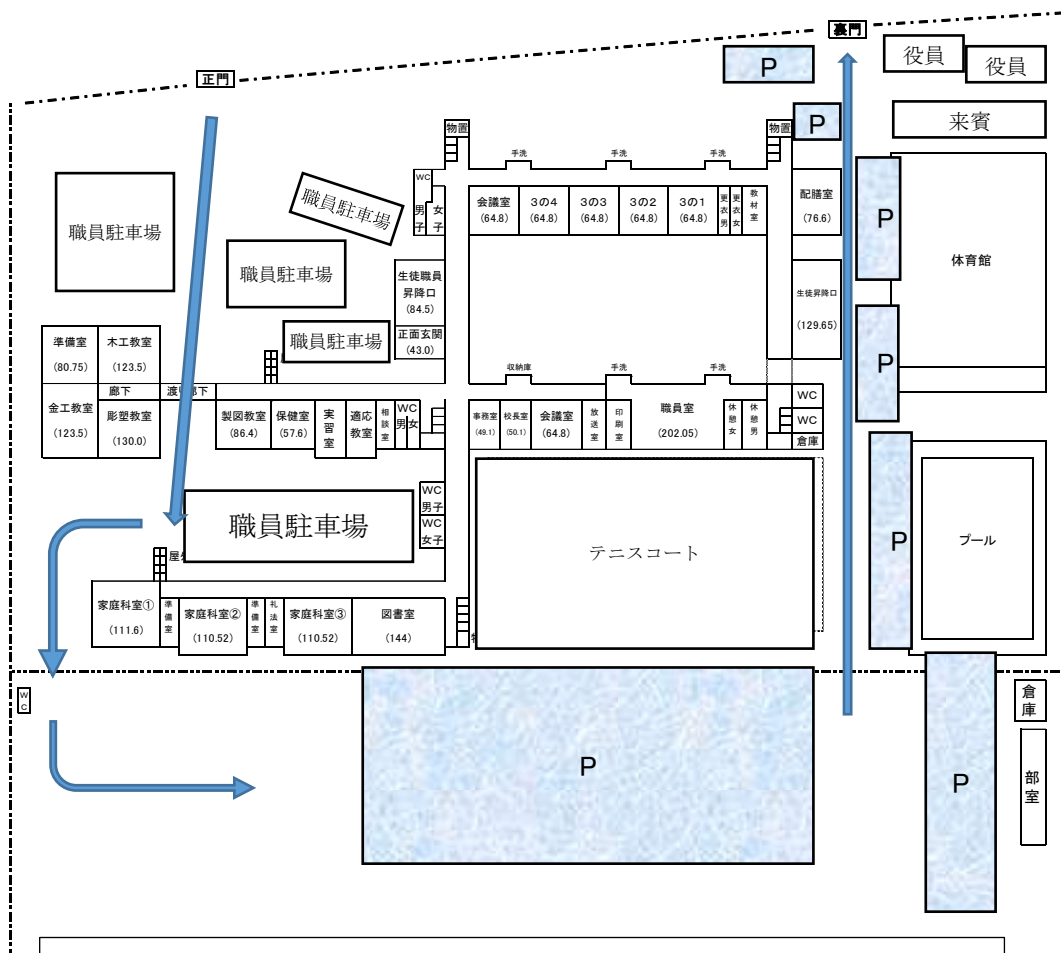 裏門
役員
役員
P
正門
来賓
P
物置
物置
手洗
手洗
手洗
WC
男子
女子
会議室
(64.8)
3の4
(64.8)
3の3
(64.8)
3の2
(64.8)
3の1
(64.8)
更衣男
更衣女
教材室
配膳室
(76.6)
P
体育館
職員駐車場
職員駐車場
職員駐車場
職員駐車場
生徒職員
昇降口
(84.5)
正面玄関
(43.0)
生徒昇降口
(129.65)
P
準備室
(80.75)
木工教室
(123.5)
廊下
渡り廊下
収納庫
手洗
手洗
金工教室
(123.5)
彫塑教室
(130.0)
製図教室
(86.4)
保健室
(57.6)
実習室
適応
教室
相談室
WC
男
女
事務室
(49.1)
校長室
(50.1)
会議室
(64.8)
放送室
印刷室
職員室
(202.05)
休憩女
休憩男
WC
WC
倉庫
WC
男子
WC
女子
職員駐車場
テニスコート
P
プール
屋
家庭科室①
(111.6)
準備室
家庭科室②
(110.52)
準備室
礼法室
家庭科室③
(110.52)
図書室
(144)
WC
P
P
倉庫
部室